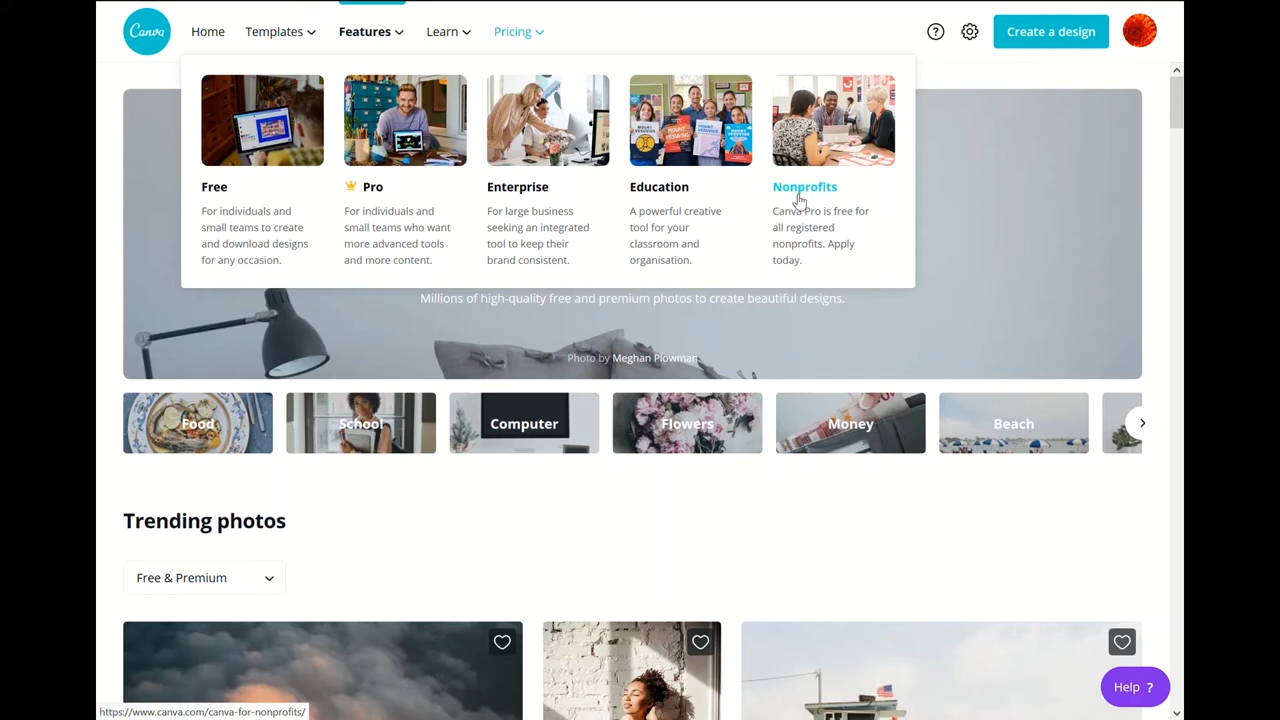 Canva
Home
Templates
Features
Learn
Pricing
?
Create a design
Free
For individuals and
small teams to create
and download designs
for any occasion.
Pro
For individuals and
small teams who want
more advanced tools
and more content.
Enterprise
For large business
seeking an integrated
tool to keep their
brand consistent.
Education
A powerful creative
tool for your
classroom and
organisation.
Nonprofits
Canva Pro is free for
all registered
nonprofits. Apply
today.
Millions of high-quality free and premium photos to create beautiful designs.
Photo by Meghan Plowman.
Food
School
Computer
Flowers
Money
Beach
Trending photos
Free & Premium
Help ?
https://www.canva.com/canva-for-nonprofits/